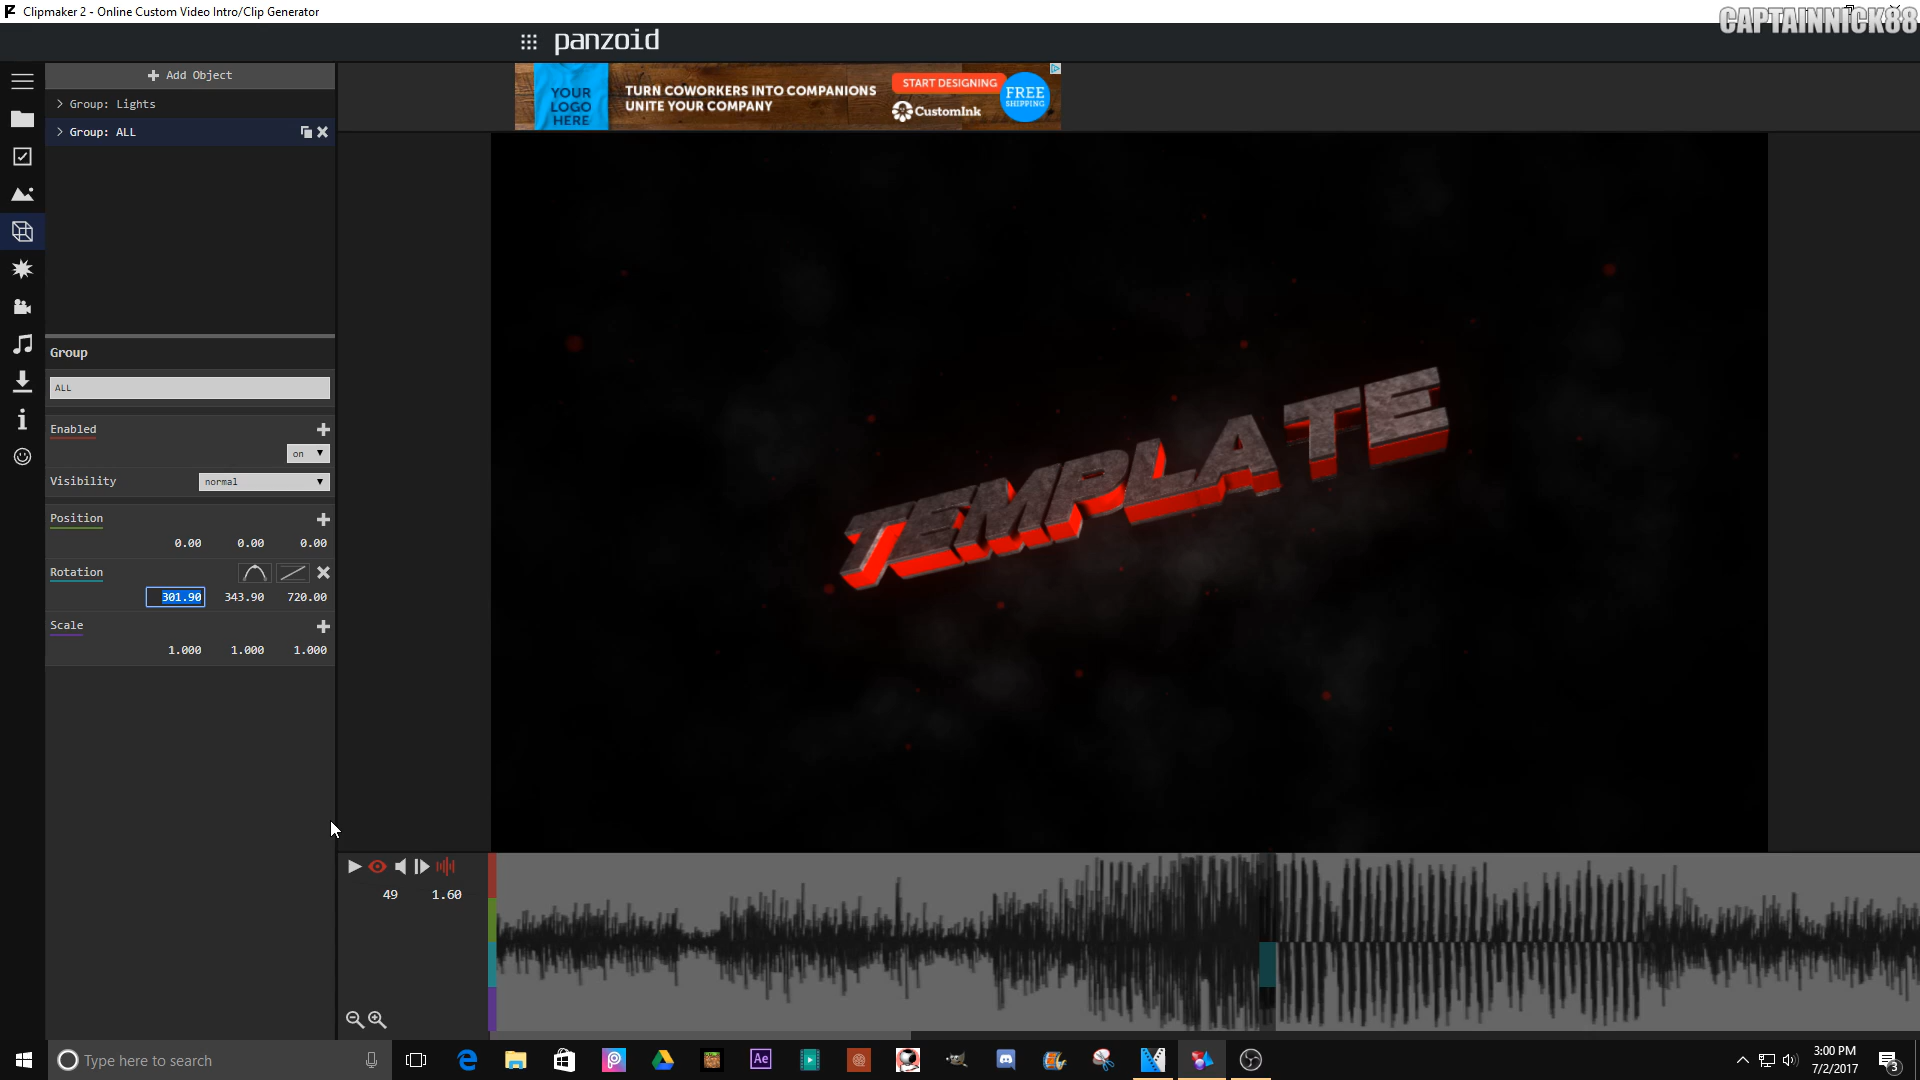 Clipmaker 2 - Online Custom Video Intro/Clip Generator
CAPTAINNICK88
panzoid
Add Object
Group: Lights
Group: ALL
YOUR LOGO HERE
TURN COWORKERS INTO COMPANIONS
UNITE YOUR COMPANY
START DESIGNING
CustomInk
FREE SHIPPING
TEMPLATE
Group
ALL
Enabled
on
Visibility
normal
Position
0.00 0.00 0.00
Rotation
301.90 343.90 720.00
Scale
1.000 1.000 1.000
49 1.60
Type here to search
Ae
3:00 PM
7/2/2017
3